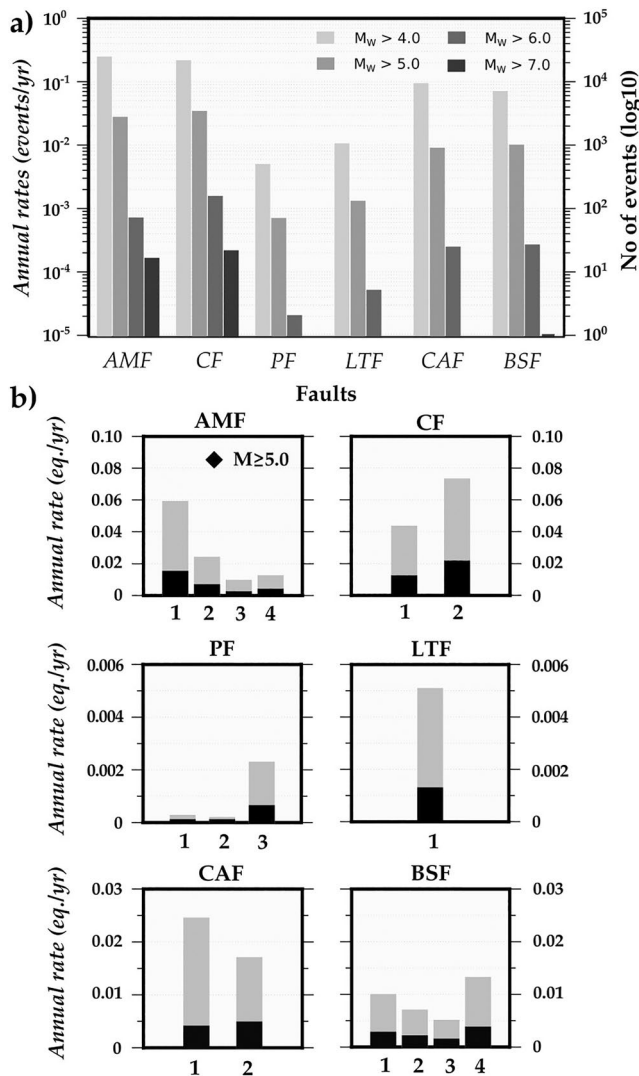 a)
Annual rates (events/yr)
10^0
10^-1
10^-2
10^-3
10^-4
10^-5
M_W > 4.0 M_W > 6.0
M_W > 5.0 M_W > 7.0
10^5
10^4
10^3
10^2
10^1
10^0
No of events (log10)
AMF CF PF LTF CAF BSF
Faults
b)
AMF CF
Annual rate (eq./yr)
0.10 0.10
0.08 0.08
0.06 0.06
0.04 0.04
0.02 0.02
0 0
M≥5.0
1 2 3 4 1 2
PF LTF
Annual rate (eq./yr)
0.006 0.006
0.004 0.004
0.002 0.002
0 0
1 2 3 1
CAF BSF
Annual rate (eq./yr)
0.03 0.03
0.02 0.02
0.01 0.01
0 0
1 2 1 2 3 4